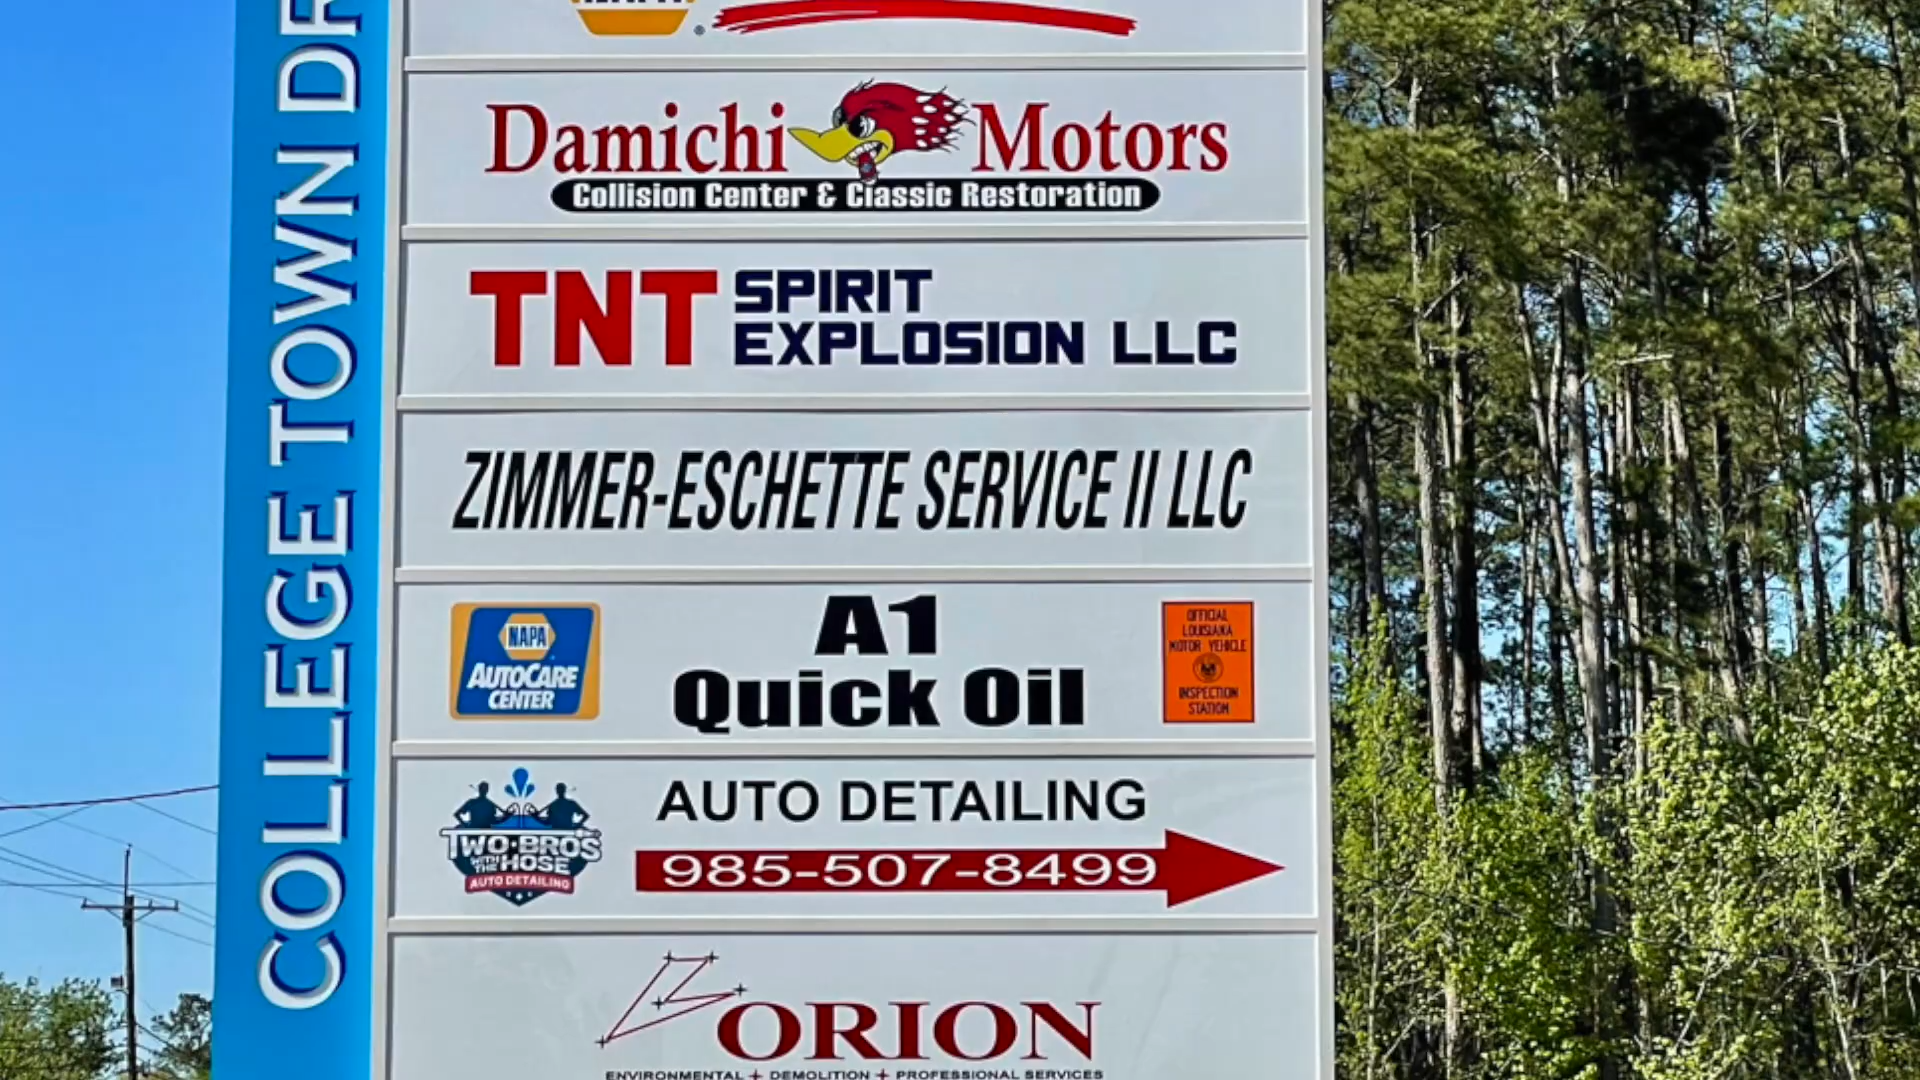 COLLEGE TOWN DR
Damichi Motors
Collision Center & Classic Restoration
TNT SPIRIT
EXPLOSION LLC
ZIMMER-ESCHETTE SERVICE II LLC
NAPA
AUTOCARE
CENTER
A1
Quick Oil
OFFICIAL
LOUISIANA
MOTOR VEHICLE
INSPECTION
STATION
TWO BROS
WITH THE HOSE
AUTO DETAILING
AUTO DETAILING
985-507-8499
ORION
ENVIRONMENTAL + DEMOLITION + PROFESSIONAL SERVICES